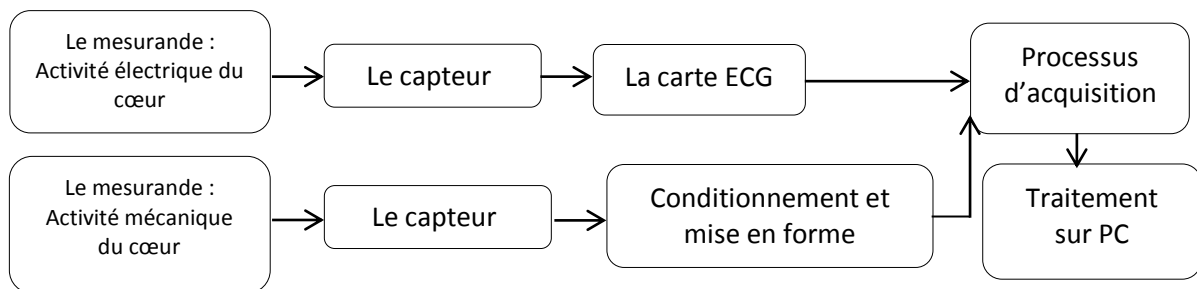 Le mesurande :
Activité électrique du
cœur
Le capteur
La carte ECG
Processus
d’acquisition
Le mesurande :
Activité mécanique
du cœur
Le capteur
Conditionnement et
mise en forme
Traitement
sur PC